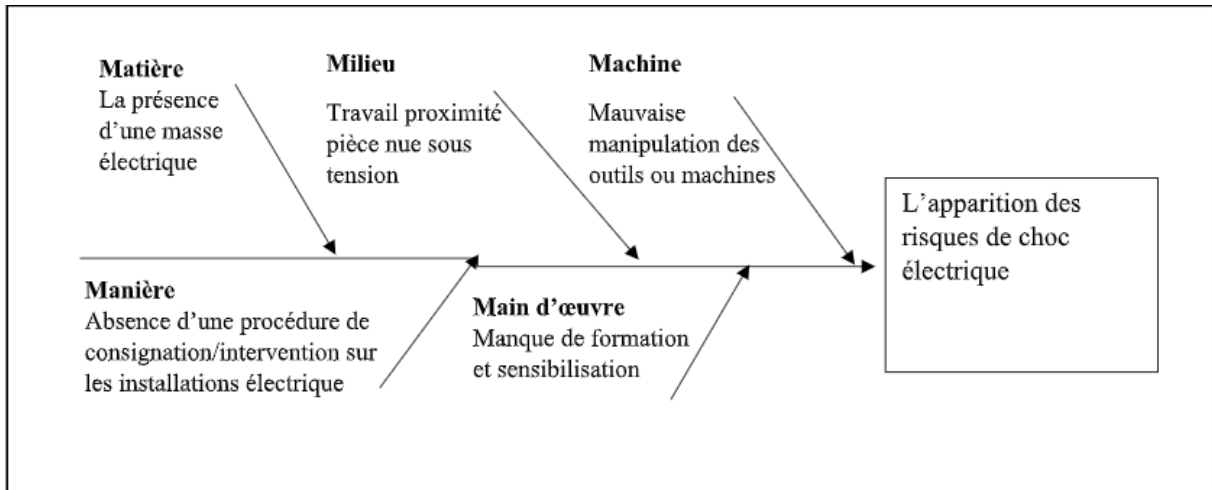 Matière
La présence
d’une masse
électrique
Milieu
Travail proximité
pièce nue sous
tension
Machine
Mauvaise
manipulation des
outils ou machines
L’apparition des
risques de choc
électrique
Manière
Absence d’une procédure de
consignation/intervention sur
les installations électrique
Main d’œuvre
Manque de formation
et sensibilisation